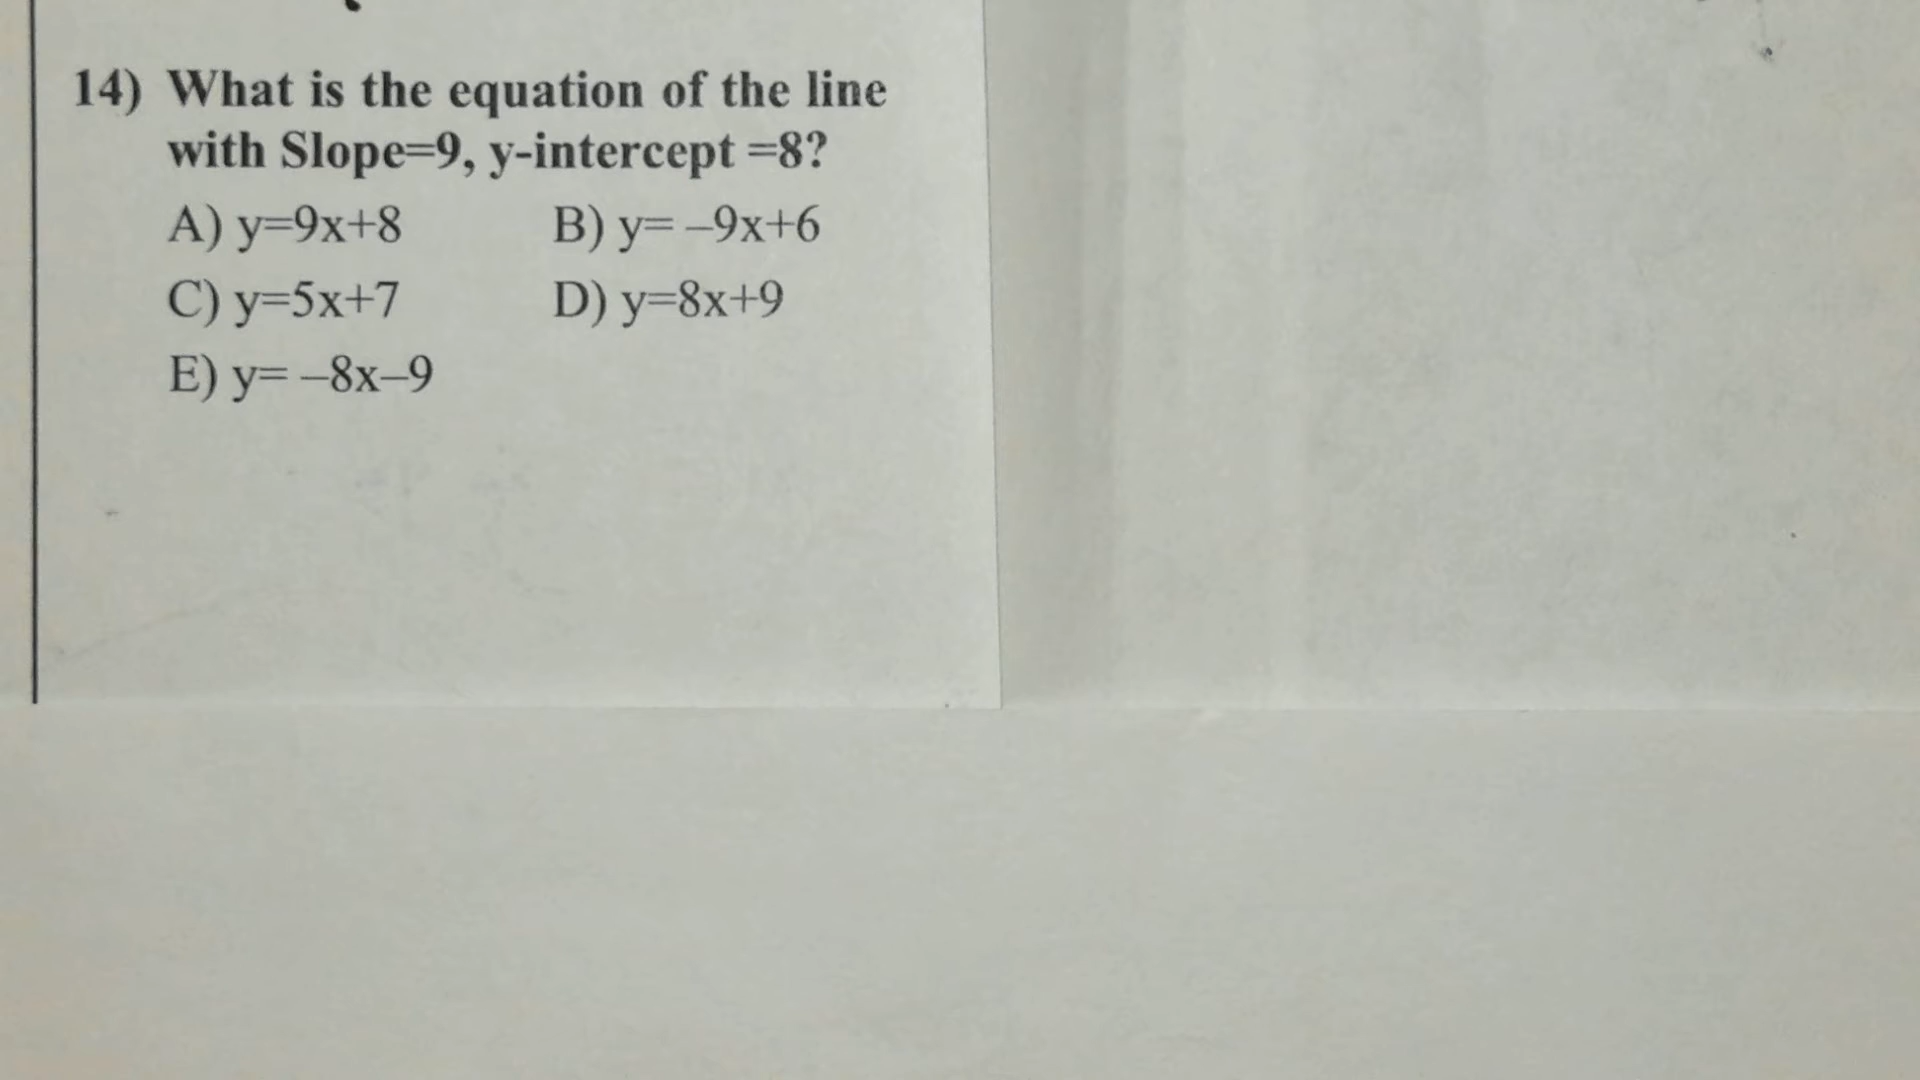 14) What is the equation of the line
with Slope=9, y-intercept =8?
A) y=9x+8 B) y= –9x+6
C) y=5x+7 D) y=8x+9
E) y= –8x–9